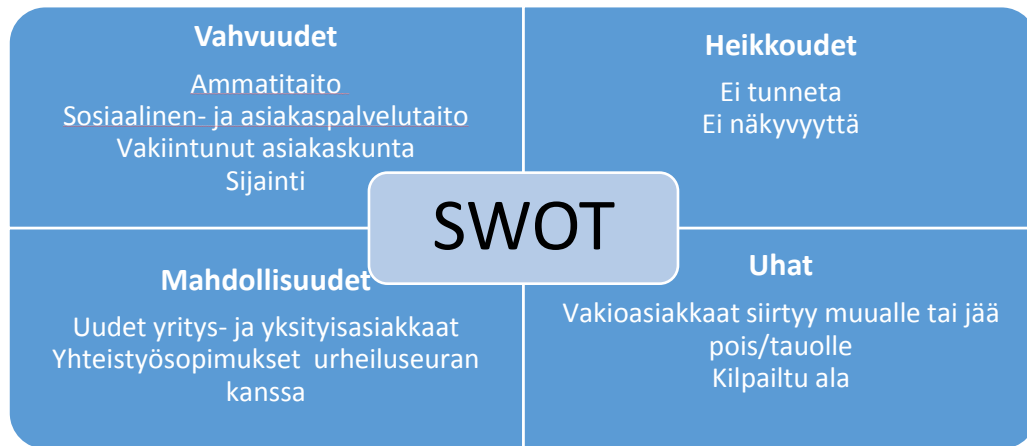 Vahvuudet
Ammatitaito
Sosiaalinen- ja asiakaspalvelutaito
Vakiintunut asiakaskunta
Sijainti
Heikkoudet
Ei tunneta
Ei näkyvyyttä
SWOT
Mahdollisuudet
Uudet yritys- ja yksityisasiakkaat
Yhteistyösopimukset urheiluseuran
kanssa
Uhat
Vakioasiakkaat siirtyy muualle tai jää
pois/tauolle
Kilpailtu ala